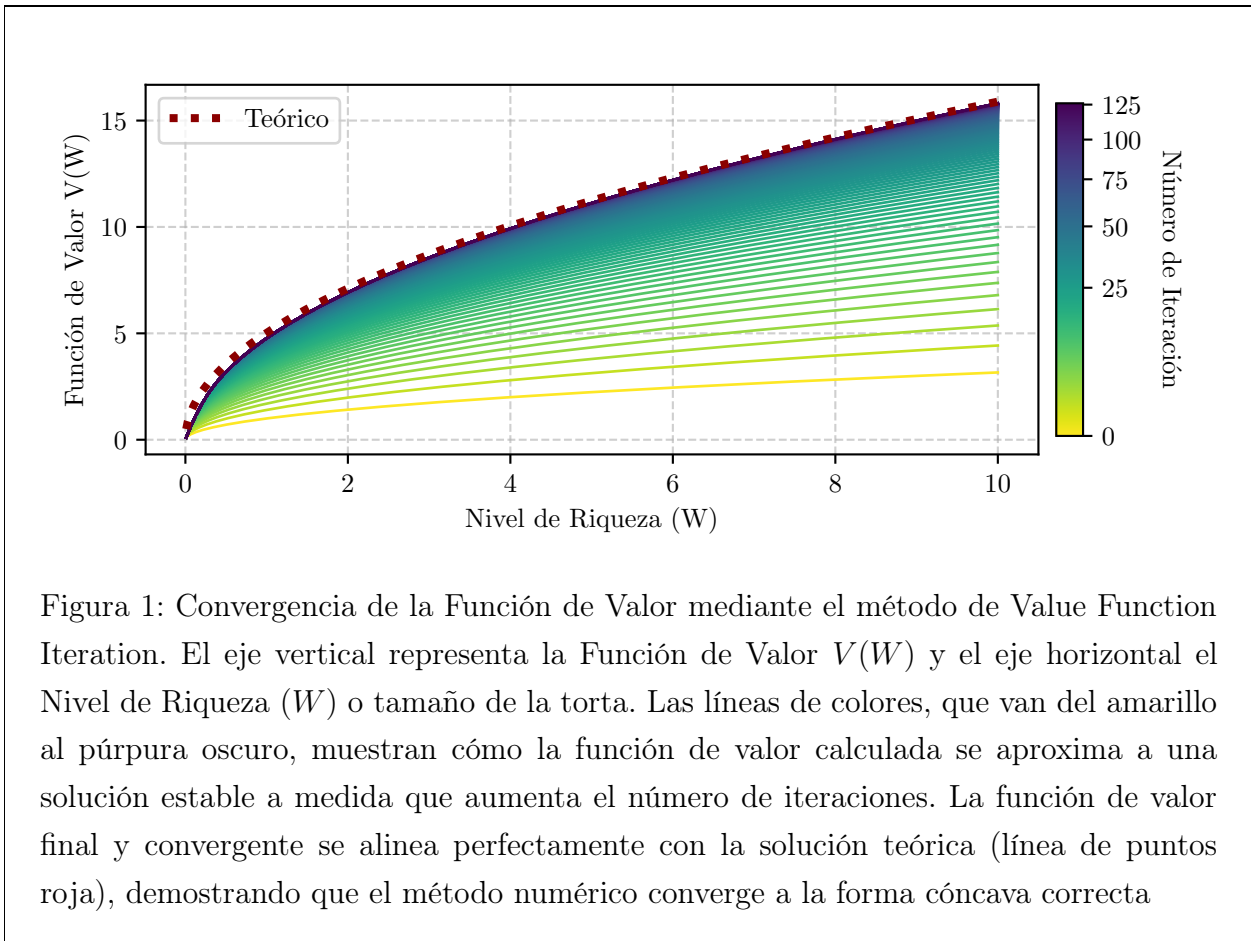 Teórico
Función de Valor V(W)
15
10
5
0
0 2 4 6 8 10
Nivel de Riqueza (W)
125
100
75
50
25
0
Número de Iteración
Figura 1: Convergencia de la Función de Valor mediante el método de Value Function
Iteration. El eje vertical representa la Función de Valor V(W) y el eje horizontal el
Nivel de Riqueza (W) o tamaño de la torta. Las líneas de colores, que van del amarillo
al púrpura oscuro, muestran cómo la función de valor calculada se aproxima a una
solución estable a medida que aumenta el número de iteraciones. La función de valor
final y convergente se alinea perfectamente con la solución teórica (línea de puntos
roja), demostrando que el método numérico converge a la forma cóncava correcta